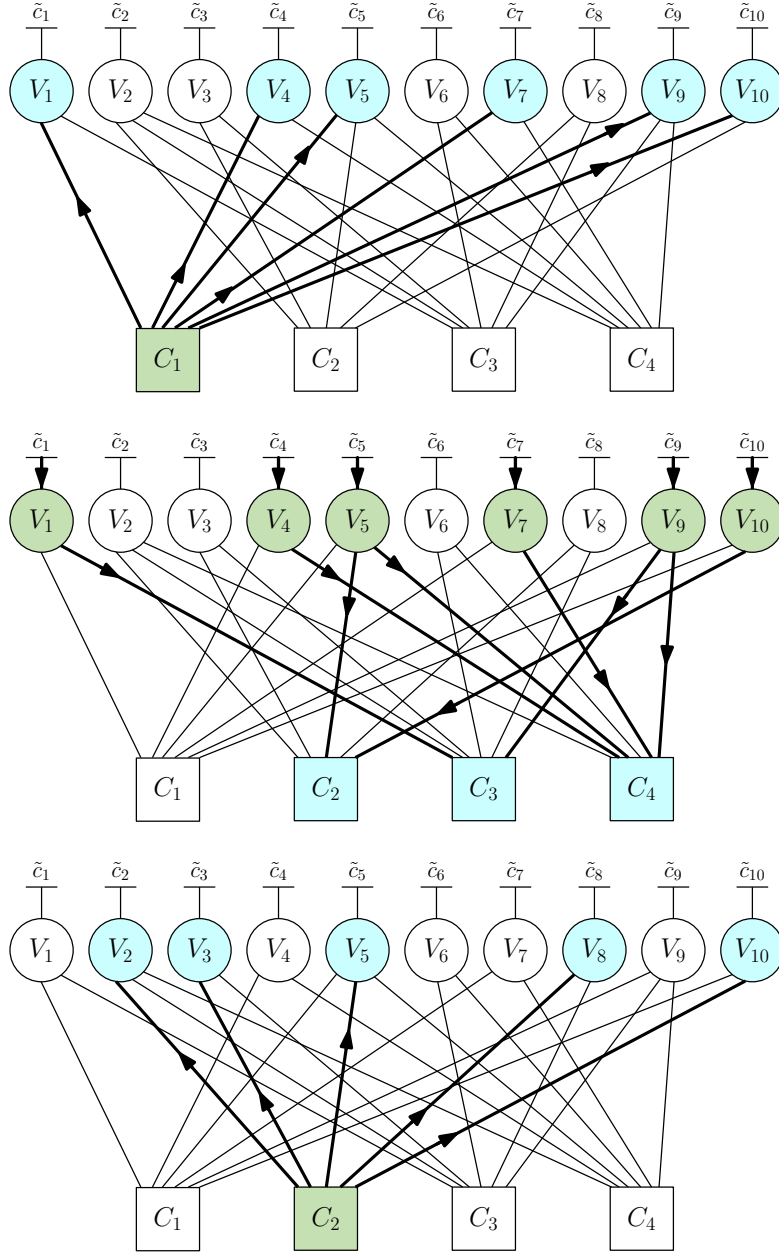 c̃₁ c̃₂ c̃₃ c̃₄ c̃₅ c̃₆ c̃₇ c̃₈ c̃₉ c̃₁₀
V₁ V₂ V₃ V₄ V₅ V₆ V₇ V₈ V₉ V₁₀
C₁ C₂ C₃ C₄
c̃₁ c̃₂ c̃₃ c̃₄ c̃₅ c̃₆ c̃₇ c̃₈ c̃₉ c̃₁₀
V₁ V₂ V₃ V₄ V₅ V₆ V₇ V₈ V₉ V₁₀
C₁ C₂ C₃ C₄
c̃₁ c̃₂ c̃₃ c̃₄ c̃₅ c̃₆ c̃₇ c̃₈ c̃₉ c̃₁₀
V₁ V₂ V₃ V₄ V₅ V₆ V₇ V₈ V₉ V₁₀
C₁ C₂ C₃ C₄